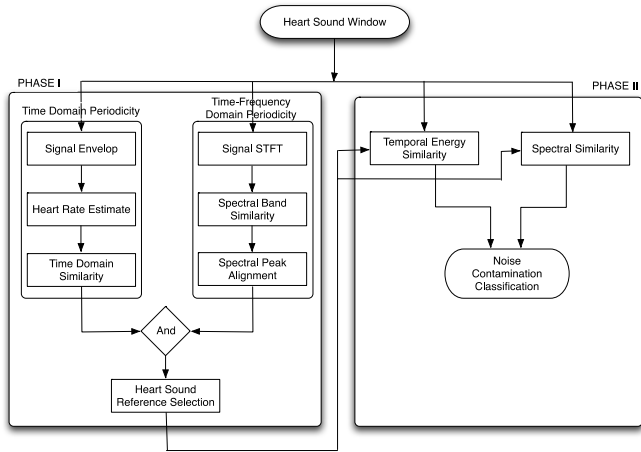 Heart Sound Window
PHASE I
PHASE II
Time Domain Periodicity
Time-Frequency
Domain Periodicity
Signal Envelop
Signal STFT
Temporal Energy
Similarity
Spectral Similarity
Heart Rate Estimate
Spectral Band
Similarity
Time Domain
Similarity
Spectral Peak
Alignment
Noise
Contamination
Classification
And
Heart Sound
Reference Selection